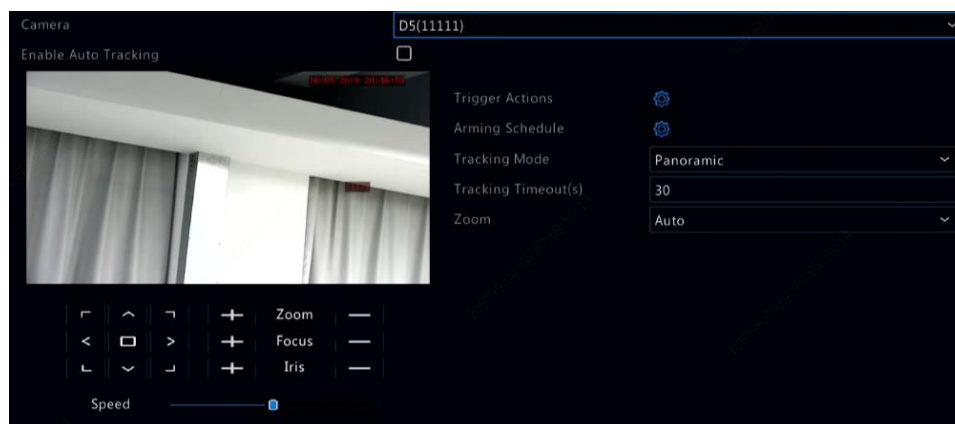 Camera
D5(11111)
Enable Auto Tracking
Trigger Actions
Arming Schedule
Tracking Mode
Panoramic
Tracking Timeout(s)
30
Zoom
Auto
Zoom
Focus
Iris
Speed